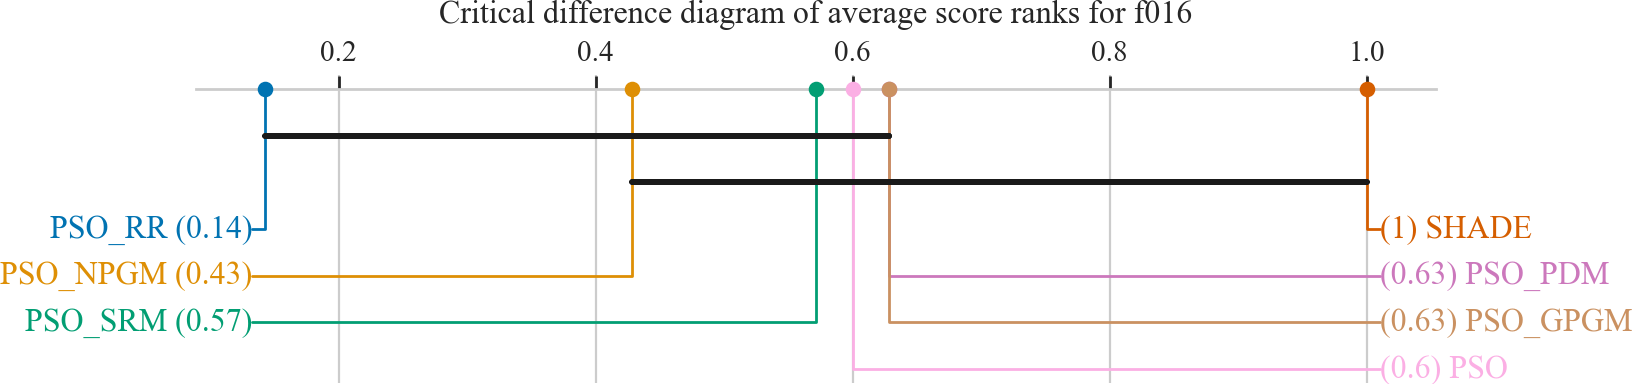 Critical difference diagram of average score ranks for f016
0.2 0.4 0.6 0.8 1.0
PSO_RR (0.14) (1) SHADE
PSO_NPGM (0.43) (0.63) PSO_PDM
PSO_SRM (0.57) (0.63) PSO_GPGM
(0.6) PSO